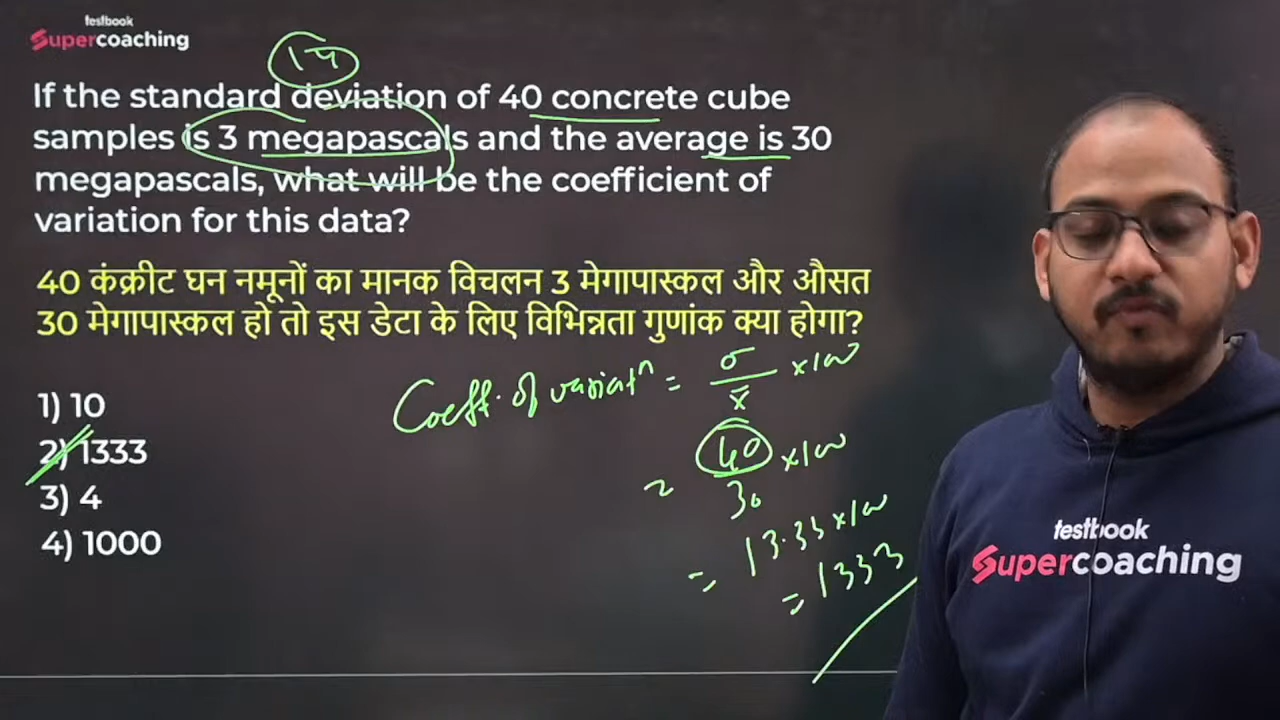 testbook
Supercoaching
If the standard deviation of 40 concrete cube
samples is 3 megapascals and the average is 30
megapascals, what will be the coefficient of
variation for this data?
40 कंक्रीट घन नमूनों का मानक विचलन 3 मेगापास्कल और औसत
30 मेगापास्कल हो तो इस डेटा के लिए विभिन्नता गुणांक क्या होगा?
1) 10
2) 1333
3) 4
4) 1000
Coeff. of variatn = σ/x̄ ×100
= 40/30 ×100
= 13.33×100
= 1333
testbook
Supercoaching